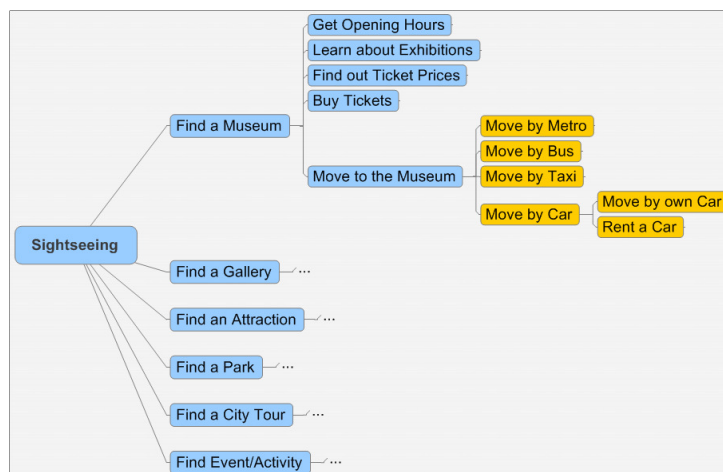 Get Opening Hours
Learn about Exhibitions
Find out Ticket Prices
Buy Tickets
Find a Museum
Move to the Museum
Move by Metro
Move by Bus
Move by Taxi
Move by Car
Move by own Car
Rent a Car
Sightseeing
Find a Gallery ...
Find an Attraction ...
Find a Park ...
Find a City Tour ...
Find Event/Activity ...